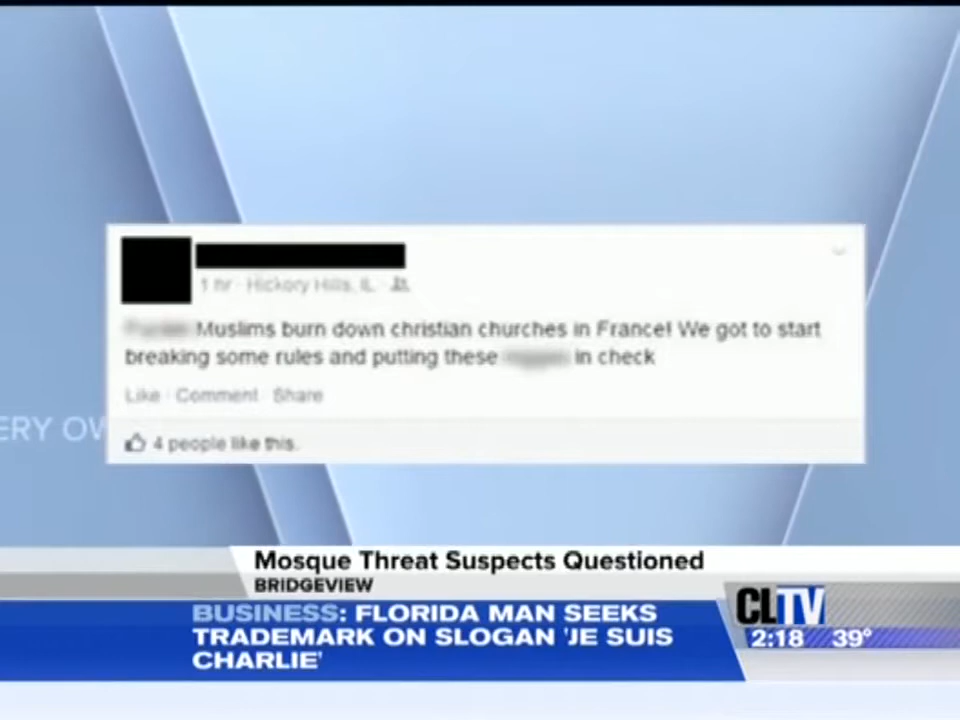 1 hr · Hickory Hills, IL
Muslims burn down christian churches in France! We got to start
breaking some rules and putting these in check
Like · Comment · Share
4 people like this.
ERY OW
Mosque Threat Suspects Questioned
BRIDGEVIEW
BUSINESS: FLORIDA MAN SEEKS
TRADEMARK ON SLOGAN 'JE SUIS
CHARLIE'
CLTV
2:18 39°